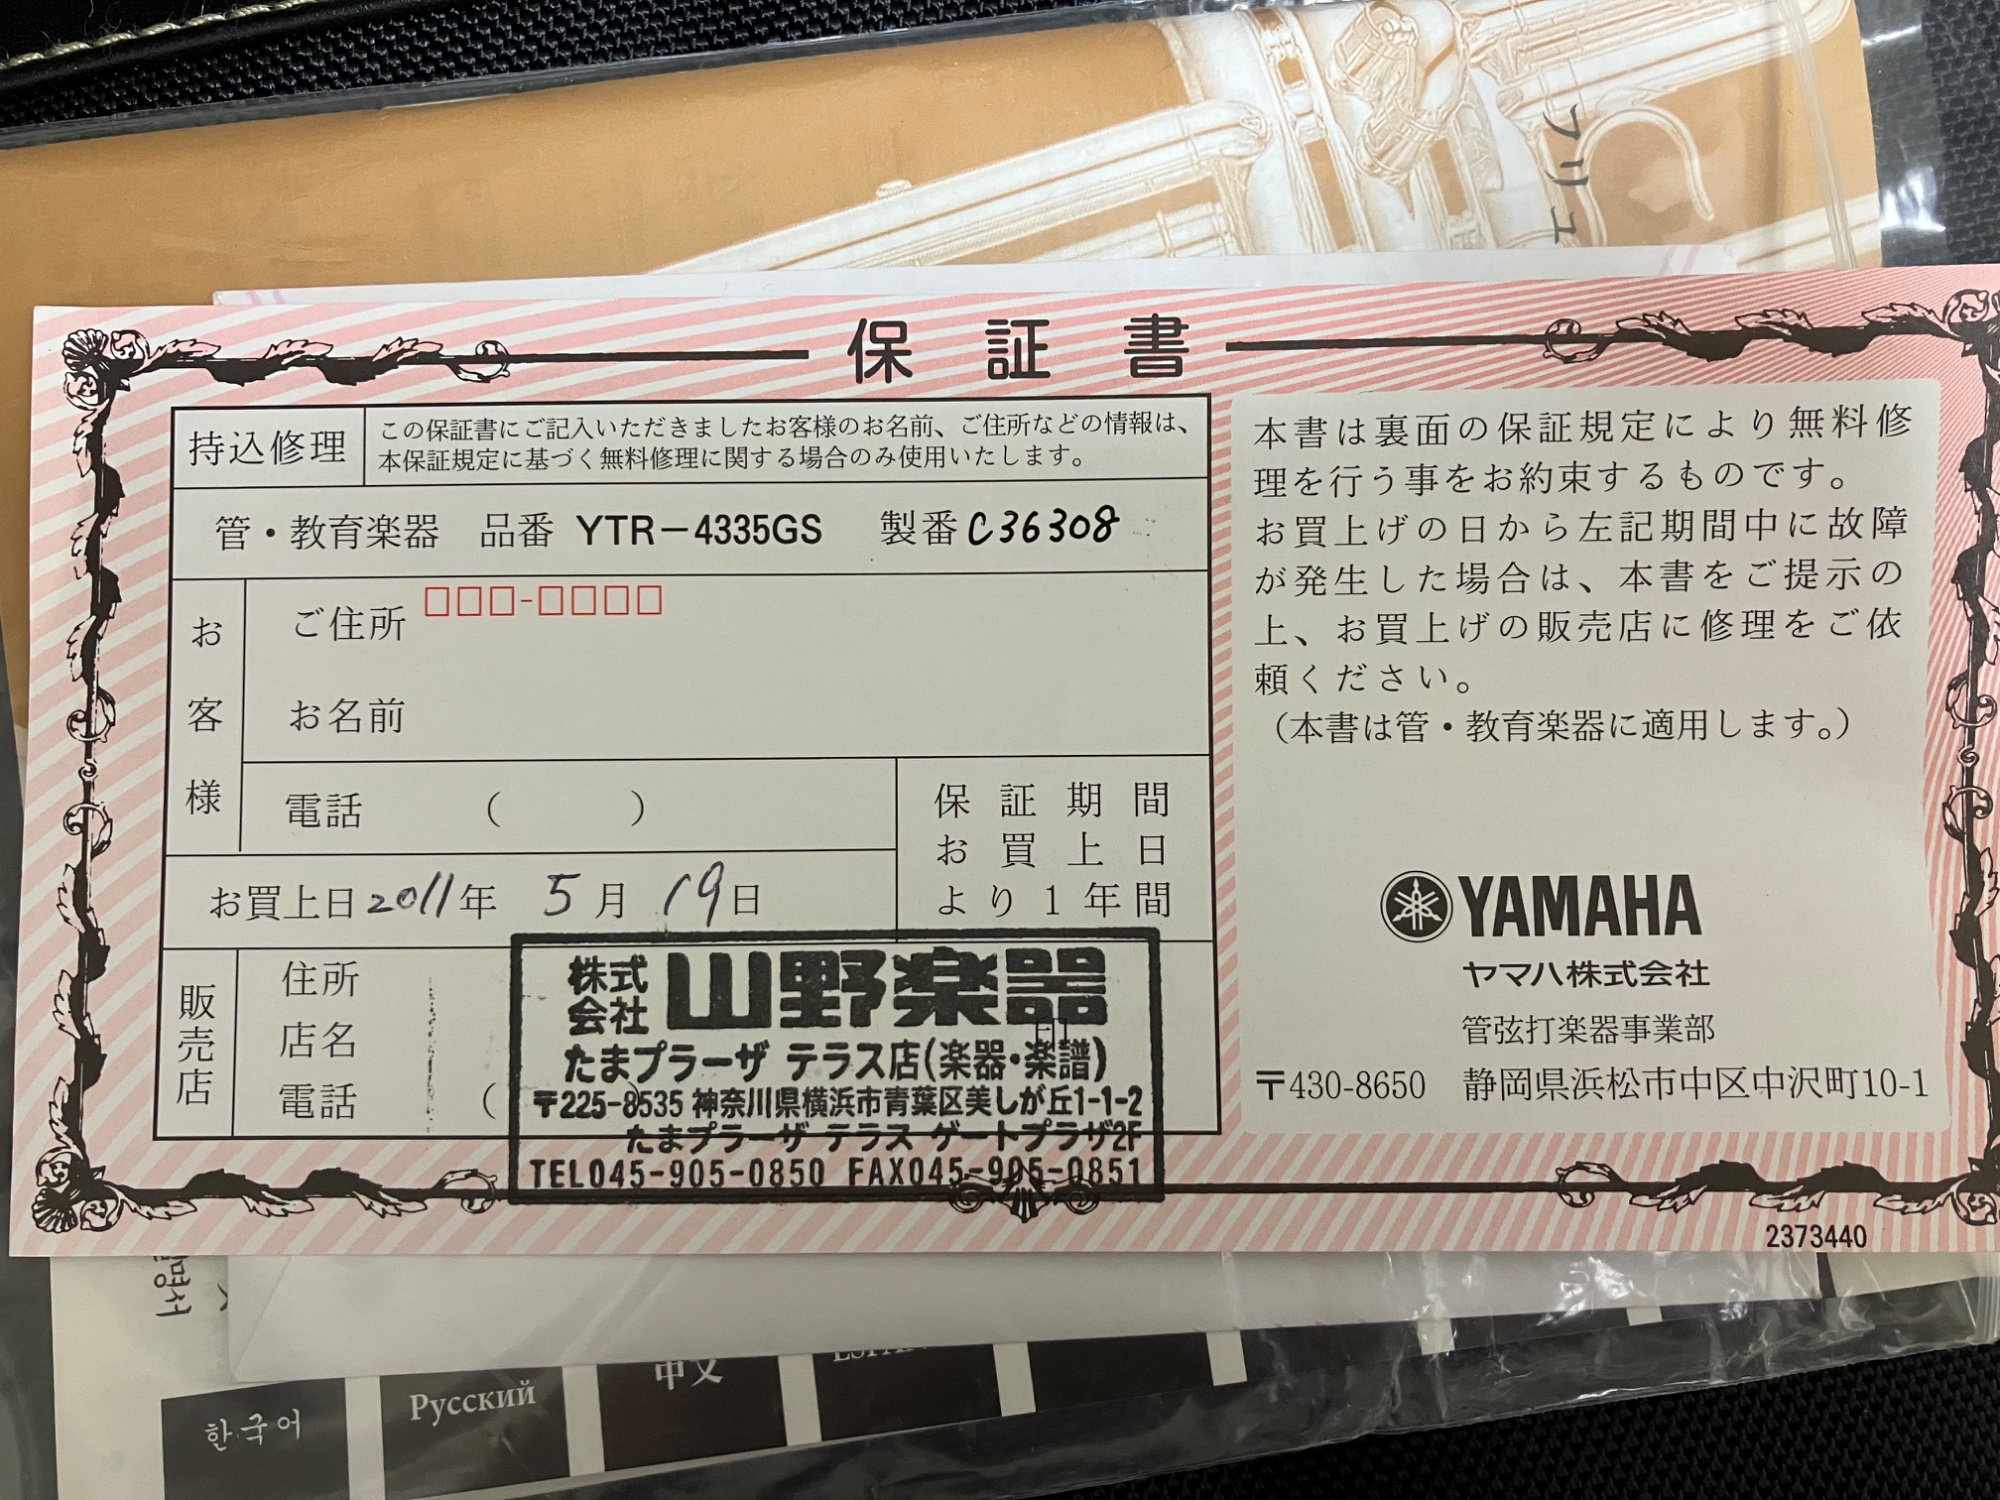 フリュ
保証書
持込修理
この保証書にご記入いただきましたお客様のお名前、ご住所などの情報は、
本保証規定に基づく無料修理に関する場合のみ使用いたします。
管・教育楽器 品番 YTR-4335GS 製番 C36308
お客様
ご住所 □□□-□□□□
お名前
電話 ( )
保証期間
お買上日
より1年間
お買上日 2011年 5月 19日
販売店
住所
店名
電話 (
印
株式会社 山野楽器
たまプラーザ テラス店(楽器・楽譜)
〒225-8535 神奈川県横浜市青葉区美しが丘1-1-2
たまプラーザ テラス ゲートプラザ2F
TEL045-905-0850 FAX045-905-0851
本書は裏面の保証規定により無料修
理を行う事をお約束するものです。
お買上げの日から左記期間中に故障
が発生した場合は、本書をご提示の
上、お買上げの販売店に修理をご依
頼ください。
(本書は管・教育楽器に適用します。)
YAMAHA
ヤマハ株式会社
管弦打楽器事業部
〒430-8650 静岡県浜松市中区中沢町10-1
2373440
한국어
Русский
中文